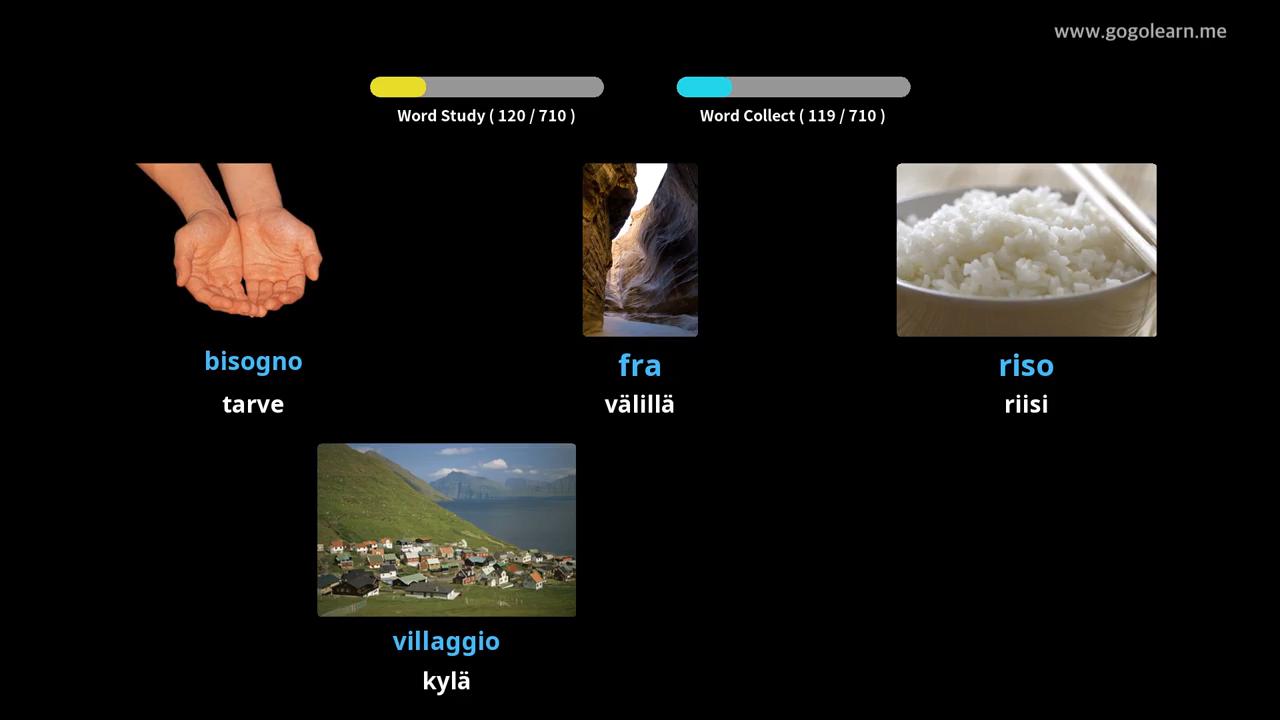 www.gogolearn.me
Word Study ( 120 / 710 )
Word Collect ( 119 / 710 )
bisogno
tarve
fra
välillä
riso
riisi
villaggio
kylä